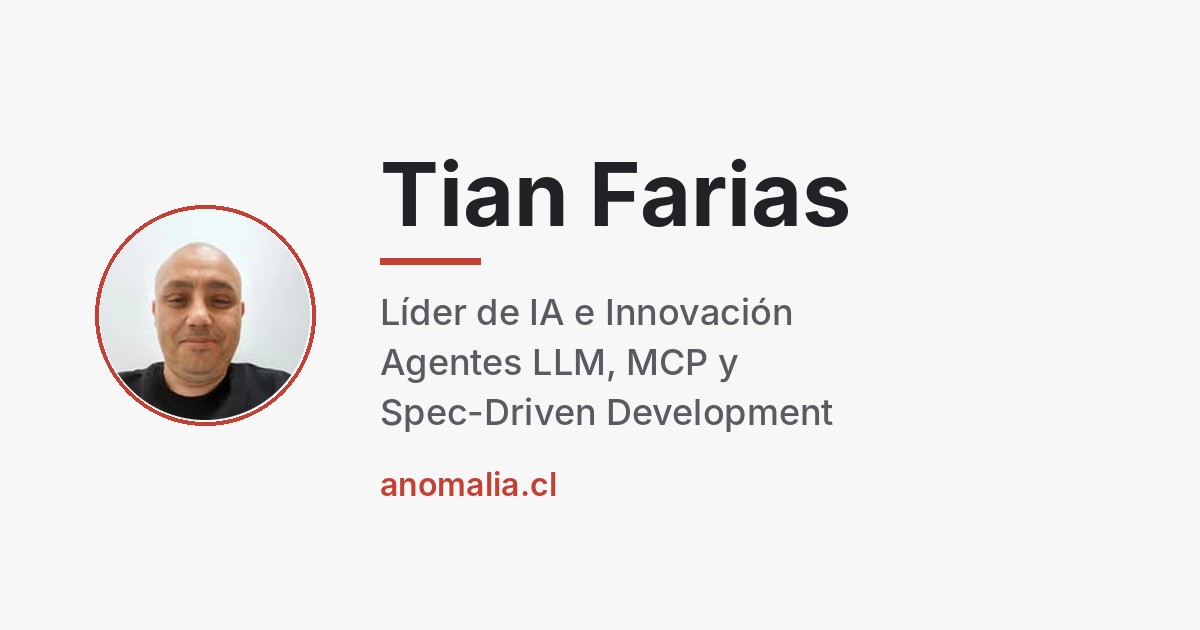 Tian Farias
Líder de IA e Innovación
Agentes LLM, MCP y
Spec-Driven Development
anomalia.cl